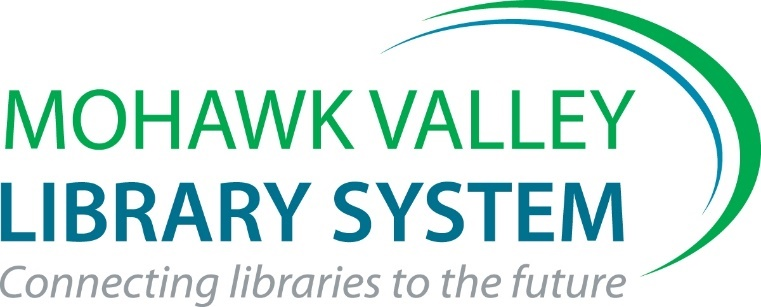 MOHAWK VALLEY
LIBRARY SYSTEM
Connecting libraries to the future